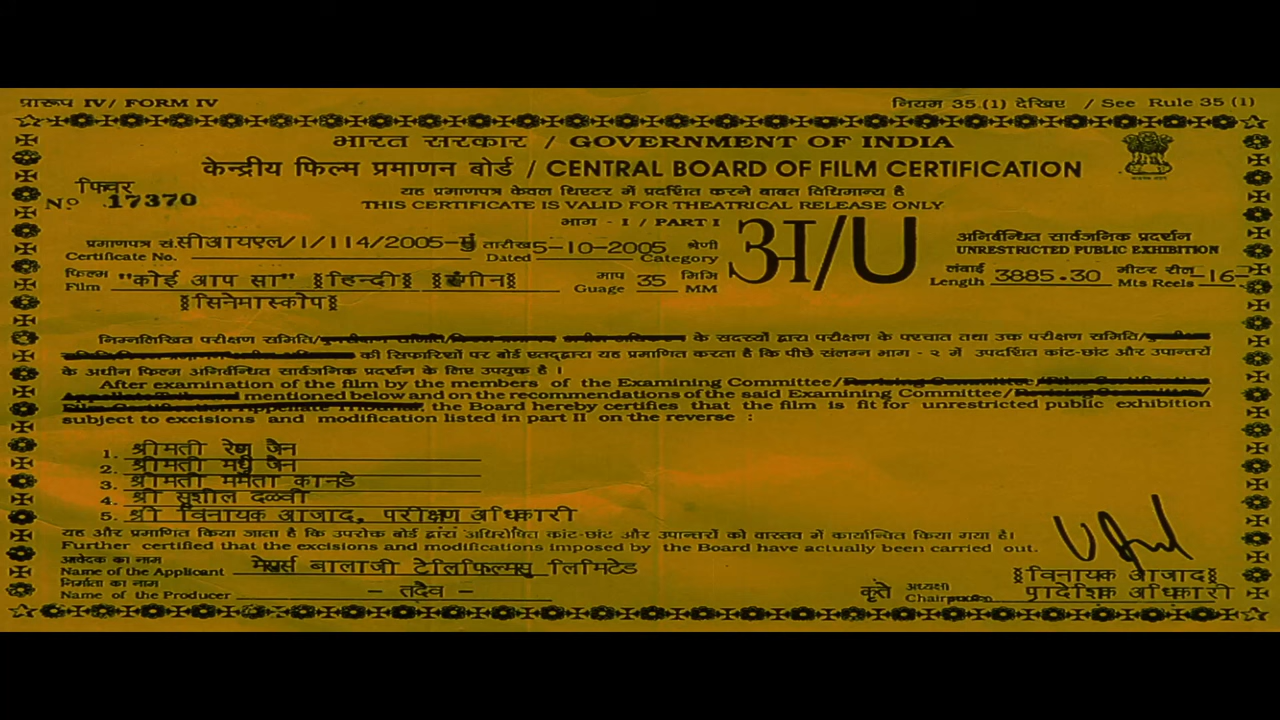 प्रारूप IV/ FORM IV
नियम 35 (1) देखिए / See Rule 35 (1)
भारत सरकार / GOVERNMENT OF INDIA
केन्द्रीय फिल्म प्रमाणन बोर्ड / CENTRAL BOARD OF FILM CERTIFICATION
फिवर
Nº 17370
यह प्रमाणपत्र केवल थिएटर में प्रदर्शित करने बाबत विधिमान्य है
THIS CERTIFICATE IS VALID FOR THEATRICAL RELEASE ONLY
भाग - I / PART I
प्रमाणपत्र सं. सीआयएल/1/114/2005-मुं तारीख 5-10-2005 श्रेणी
Certificate No. Dated Category
अ/U
अनिर्बन्धित सार्वजनिक प्रदर्शन
UNRESTRICTED PUBLIC EXHIBITION
फिल्म "कोई आप सा" हिन्दी रंगीन माप 35 मिमि
Film Guage MM
लंबाई 3885.30 मीटर रील -16-
Length Mts Reels
सिनेमास्कोप
निम्नलिखित परीक्षण समिति/ के सदस्यों द्वारा परीक्षण के पश्चात तथा उक्त परीक्षण समिति/
की सिफारिशों पर बोर्ड एतद्द्वारा यह प्रमाणित करता है कि पीछे संलग्न भाग - २ में उपदर्शित कांट-छांट और उपान्तरों
के अधीन फिल्म अनिर्बन्धित सार्वजनिक प्रदर्शन के लिए उपयुक्त है ।
After examination of the film by the members of the Examining Committee/
mentioned below and on the recommendations of the said Examining Committee/
the Board hereby certifies that the film is fit for unrestricted public exhibition
subject to excisions and modification listed in part II on the reverse :
1. श्रीमती रेणु जैन
2. श्रीमती मधु जैन
3. श्रीमती ममता कानडे
4. श्री सुशील दळवी
5. श्री विनायक आजाद, परीक्षण अधिकारी
यह और प्रमाणित किया जाता है कि उपरोक्त बोर्ड द्वारा अधिरोपित कांट-छांट और उपान्तरों को वास्तव में कार्यान्वित किया गया है।
Further certified that the excisions and modifications imposed by the Board have actually been carried out.
आवेदक का नाम
Name of the Applicant मेसर्स बालाजी टेलिफिल्मस् लिमिटेड
निर्माता का नाम
Name of the Producer - तदैव -
विनायक आजाद
कृते अध्यक्ष प्रादेशिक अधिकारी